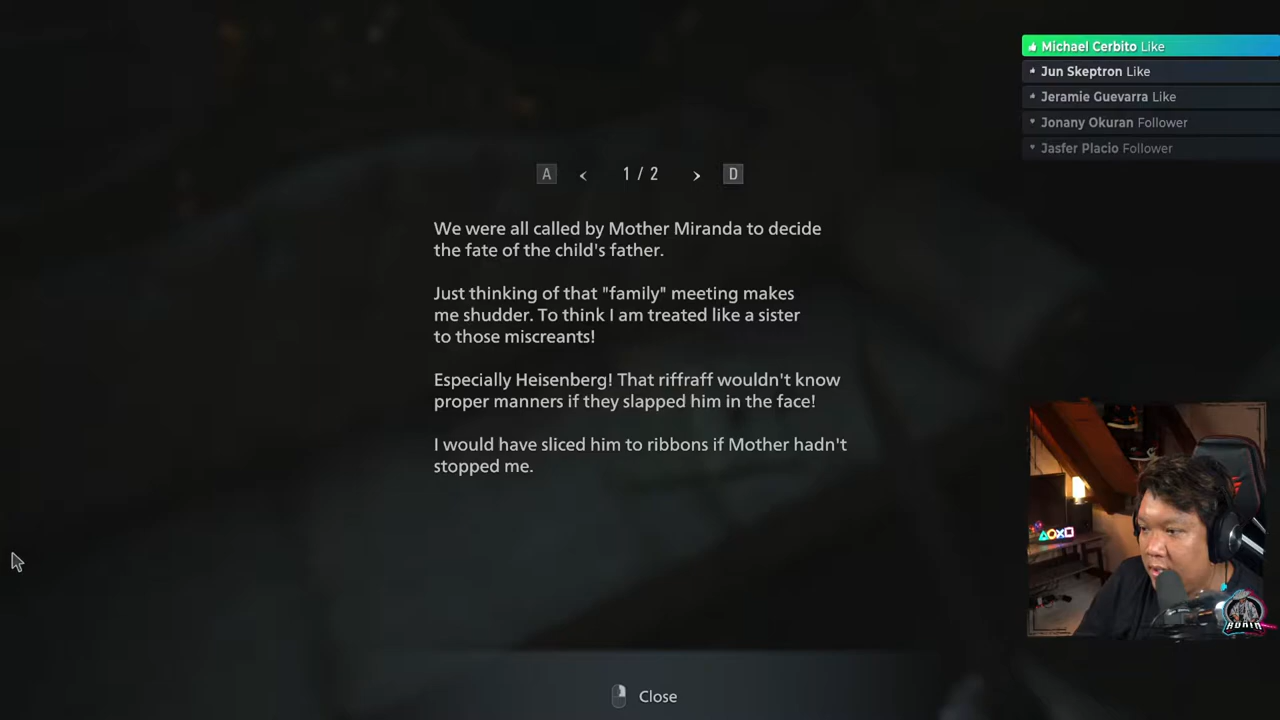 Michael Cerbito Like
Jun Skeptron Like
Jeramie Guevarra Like
Jonany Okuran Follower
Jasfer Placio Follower
A < 1 / 2 > D
We were all called by Mother Miranda to decide
the fate of the child's father.
Just thinking of that "family" meeting makes
me shudder. To think I am treated like a sister
to those miscreants!
Especially Heisenberg! That riffraff wouldn't know
proper manners if they slapped him in the face!
I would have sliced him to ribbons if Mother hadn't
stopped me.
RONIN
Close